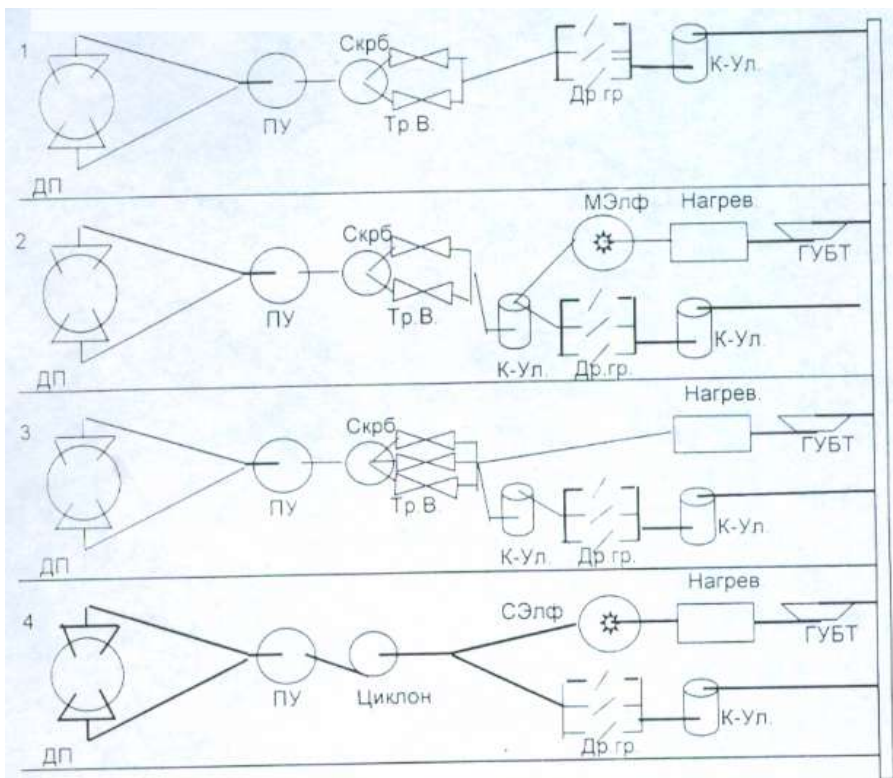 1
Скрб
ПУ
Тр.В.
Др.гр
К-Ул.
ДП
2
Скрб
МЭлф
Нагрев.
ГУБТ
ПУ
Тр.В.
К-Ул.
Др.гр.
К-Ул.
ДП
3
Скрб
Нагрев.
ГУБТ
ПУ
Тр.В.
К-Ул.
Др.гр.
К-Ул.
ДП
4
СЭлф
Нагрев
ГУБТ
ПУ
Циклон
Др.гр
К-Ул.
ДП